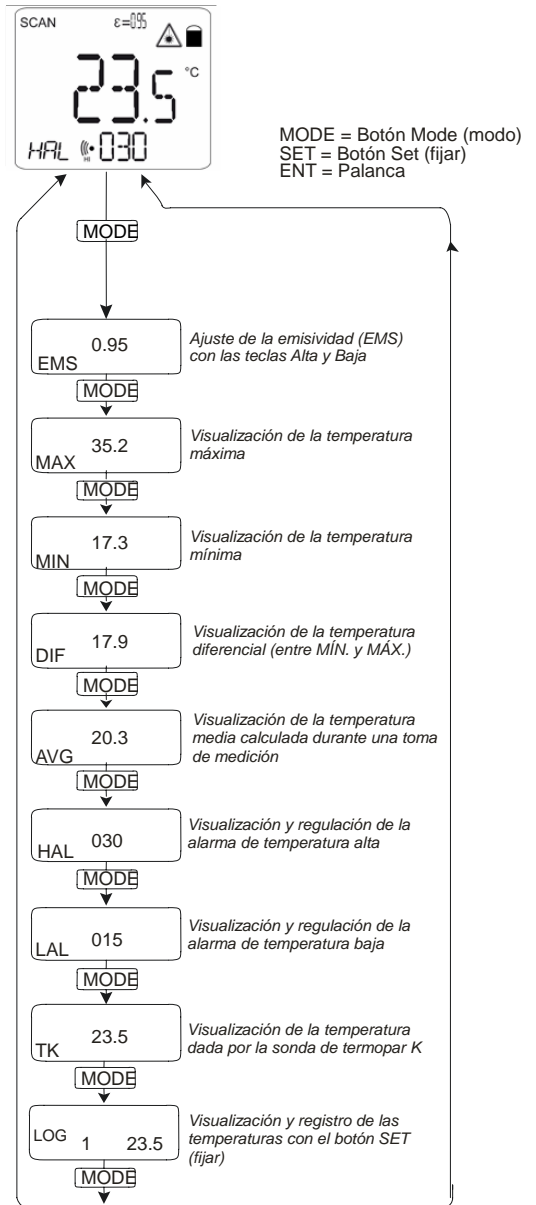 SCAN ε=0.95
23.5 °C
HAL HI 030
MODE = Botón Mode (modo)
SET = Botón Set (fijar)
ENT = Palanca
MODE
0.95
EMS
Ajuste de la emisividad (EMS)
con las teclas Alta y Baja
MODE
35.2
MAX
Visualización de la temperatura
máxima
MODE
17.3
MIN
Visualización de la temperatura
mínima
MODE
17.9
DIF
Visualización de la temperatura
diferencial (entre MÍN. y MÁX.)
MODE
20.3
AVG
Visualización de la temperatura
media calculada durante una toma
de medición
MODE
030
HAL
Visualización y regulación de la
alarma de temperatura alta
MODE
015
LAL
Visualización y regulación de la
alarma de temperatura baja
MODE
23.5
TK
Visualización de la temperatura
dada por la sonda de termopar K
MODE
LOG 1 23.5
Visualización y registro de las
temperaturas con el botón SET
(fijar)
MODE